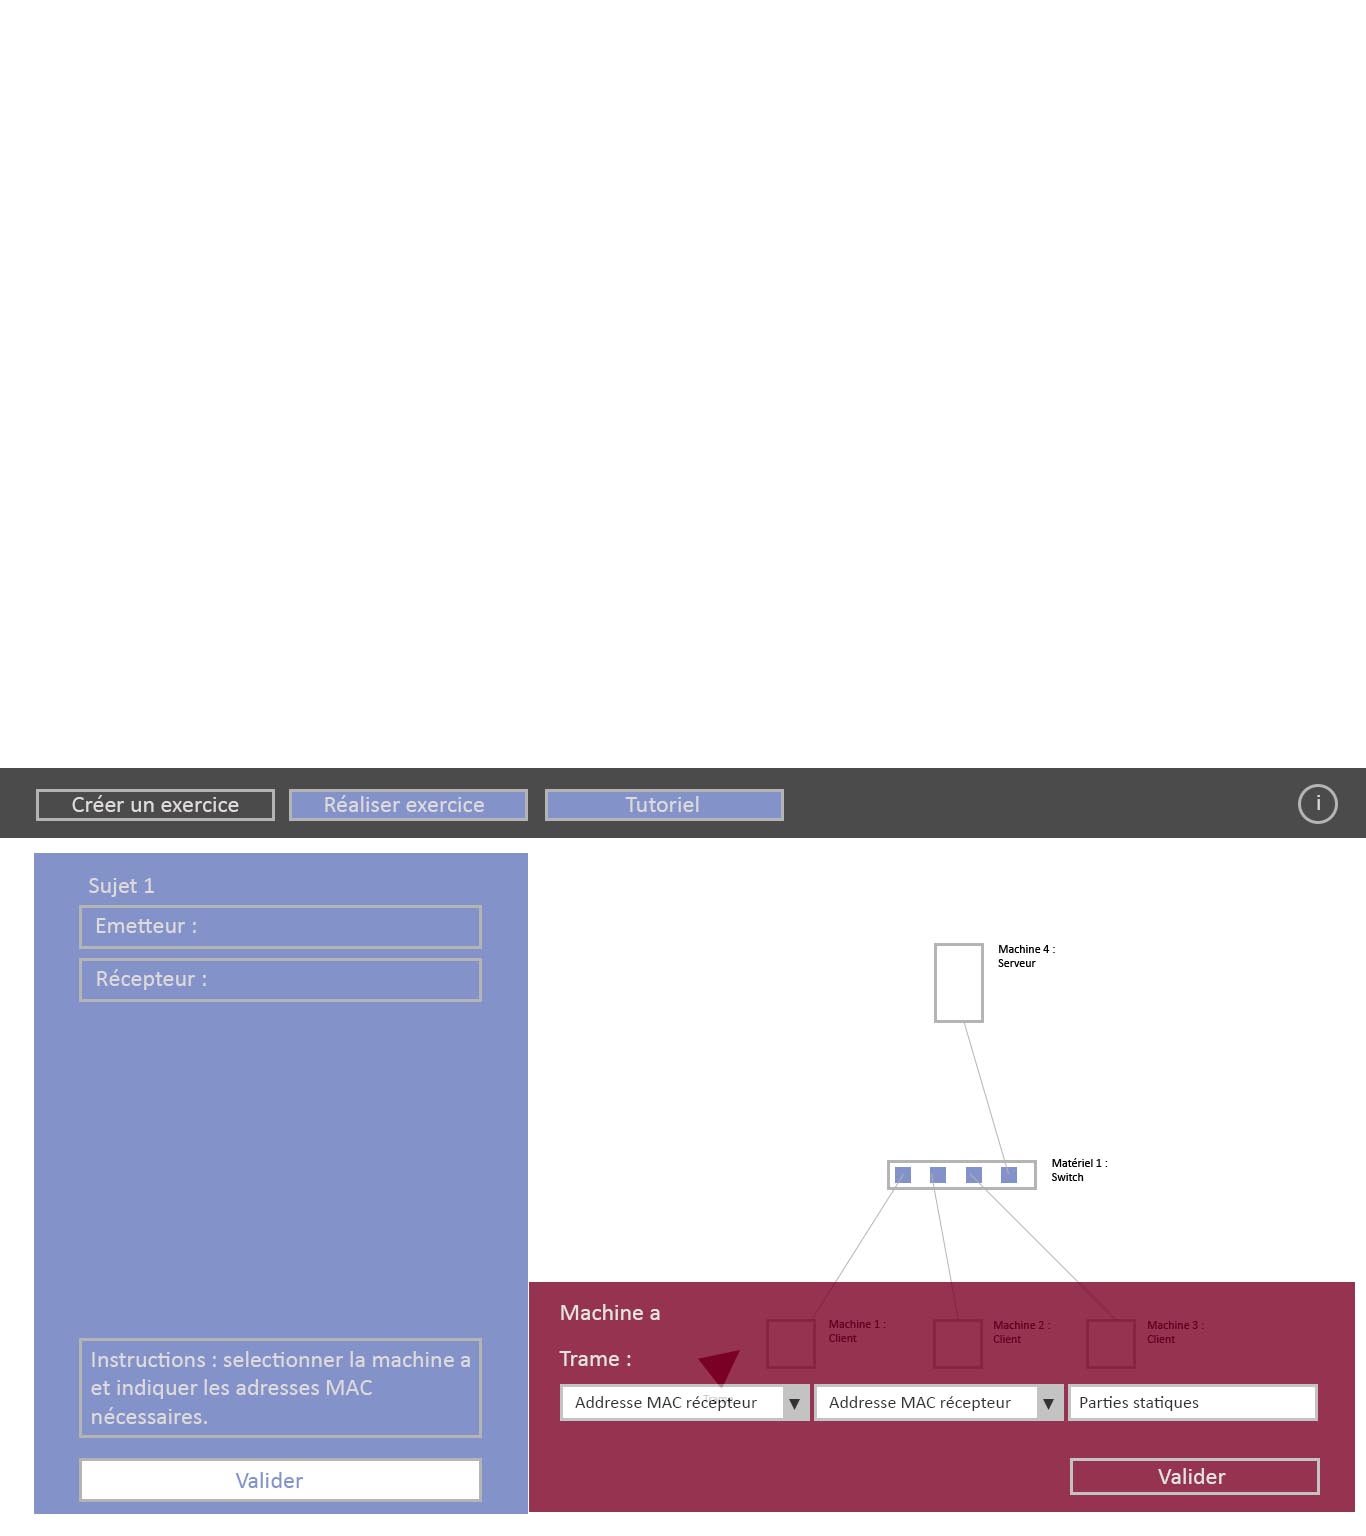 Créer un exercice
Réaliser exercice
Tutoriel
i
Sujet 1
Emetteur :
Récepteur :
Instructions : selectionner la machine a
et indiquer les adresses MAC
nécessaires.
Valider
Machine 4 :
Serveur
Matériel 1 :
Switch
Machine a
Machine 1 :
Client
Machine 2 :
Client
Machine 3 :
Client
Trame :
Trame
Addresse MAC récepteur
Addresse MAC récepteur
Parties statiques
Valider